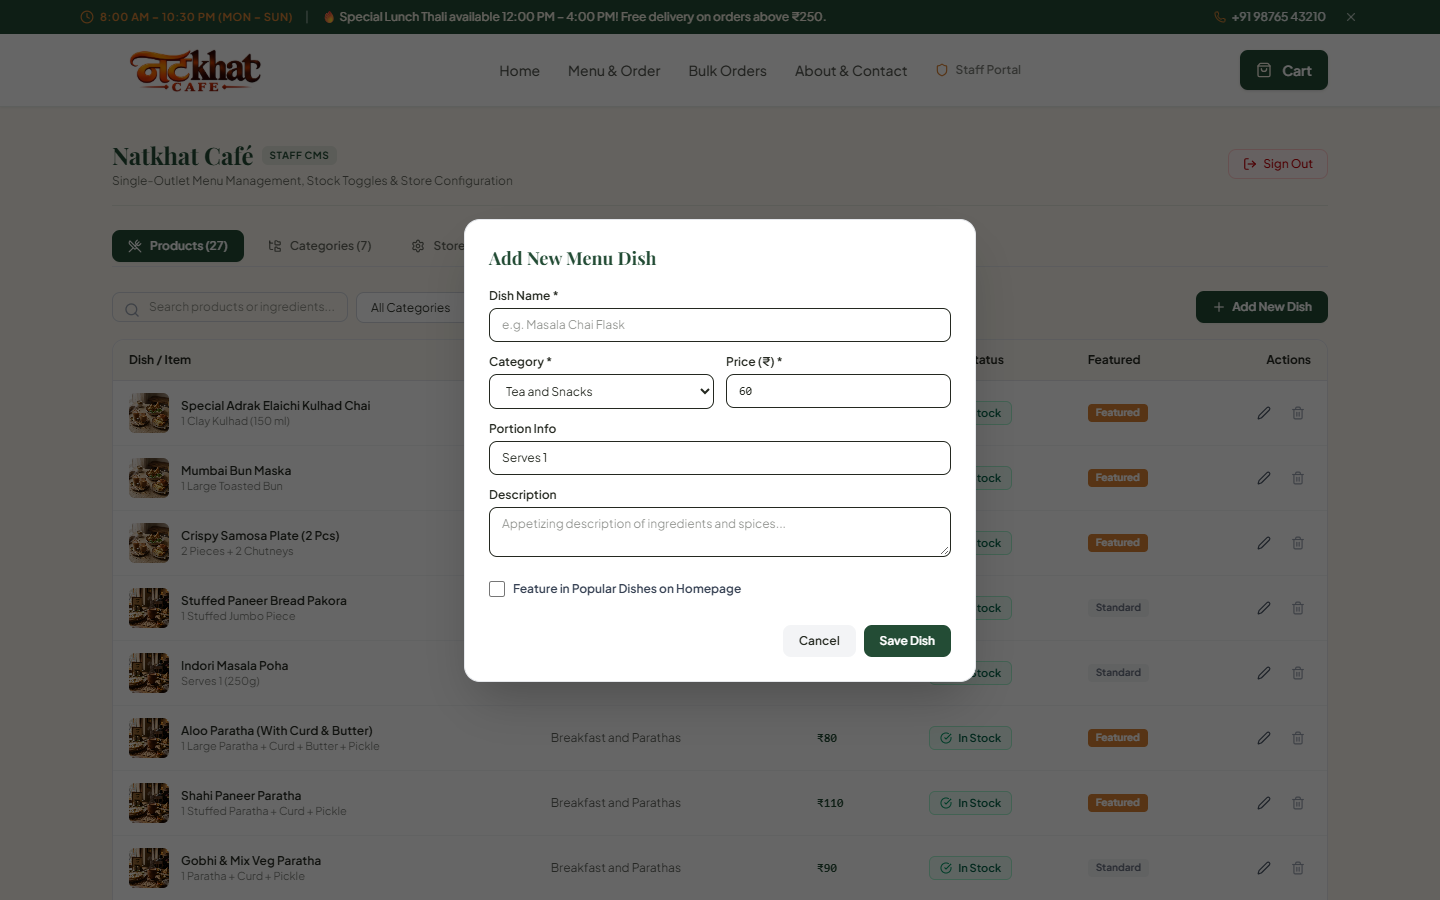 8:00 AM – 10:30 PM (MON – SUN) | 🔥 Special Lunch Thali available 12:00 PM – 4:00 PM! Free delivery on orders above ₹250. +91 98765 43210
नटkhat
CAFE
Home Menu & Order Bulk Orders About & Contact Staff Portal Cart
Natkhat Café STAFF CMS
Single-Outlet Menu Management, Stock Toggles & Store Configuration
Sign Out
Products (27) Categories (7) Store
Search products or ingredients... All Categories
Add New Dish
Dish / Item Featured Actions
Special Adrak Elaichi Kulhad Chai
1 Clay Kulhad (150 ml)
Featured
Mumbai Bun Maska
1 Large Toasted Bun
Featured
Crispy Samosa Plate (2 Pcs)
2 Pieces + 2 Chutneys
Featured
Stuffed Paneer Bread Pakora
1 Stuffed Jumbo Piece
Standard
Indori Masala Poha
Serves 1 (250g)
Standard
Aloo Paratha (With Curd & Butter)
1 Large Paratha + Curd + Butter + Pickle
Breakfast and Parathas ₹80 In Stock Featured
Shahi Paneer Paratha
1 Stuffed Paratha + Curd + Pickle
Breakfast and Parathas ₹110 In Stock Featured
Gobhi & Mix Veg Paratha
1 Paratha + Curd + Pickle
Breakfast and Parathas ₹90 In Stock Standard
Add New Menu Dish
Dish Name *
e.g. Masala Chai Flask
Category * Price (₹) *
Tea and Snacks 60
Portion Info
Serves 1
Description
Appetizing description of ingredients and spices...
Feature in Popular Dishes on Homepage
Cancel Save Dish